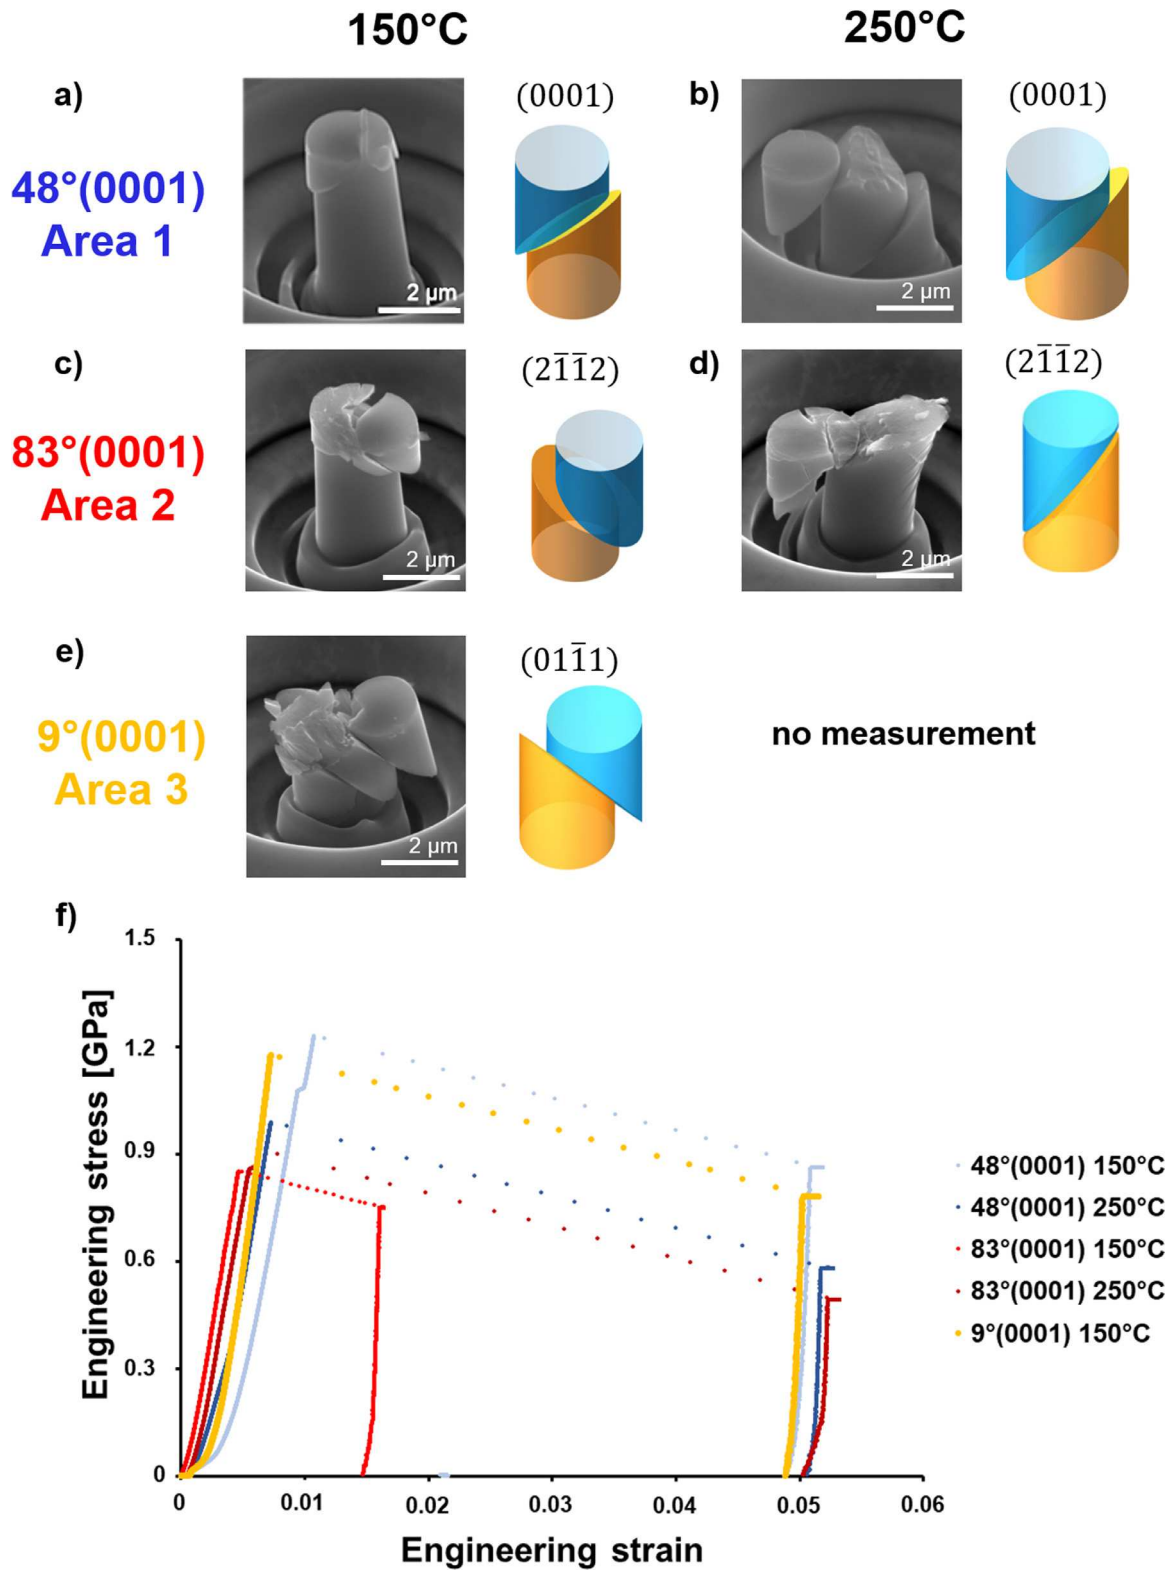 150°C
250°C
a)
(0001)
b)
(0001)
48°(0001)
Area 1
2 μm
2 μm
c)
(2̅1̅12)
d)
(2̅1̅12)
83°(0001)
Area 2
2 μm
2 μm
e)
(011̅1)
9°(0001)
Area 3
no measurement
2 μm
f)
Engineering stress [GPa]
1.5
1.2
0.9
0.6
0.3
0
0
0.01
0.02
0.03
0.04
0.05
0.06
Engineering strain
48°(0001) 150°C
48°(0001) 250°C
83°(0001) 150°C
83°(0001) 250°C
9°(0001) 150°C